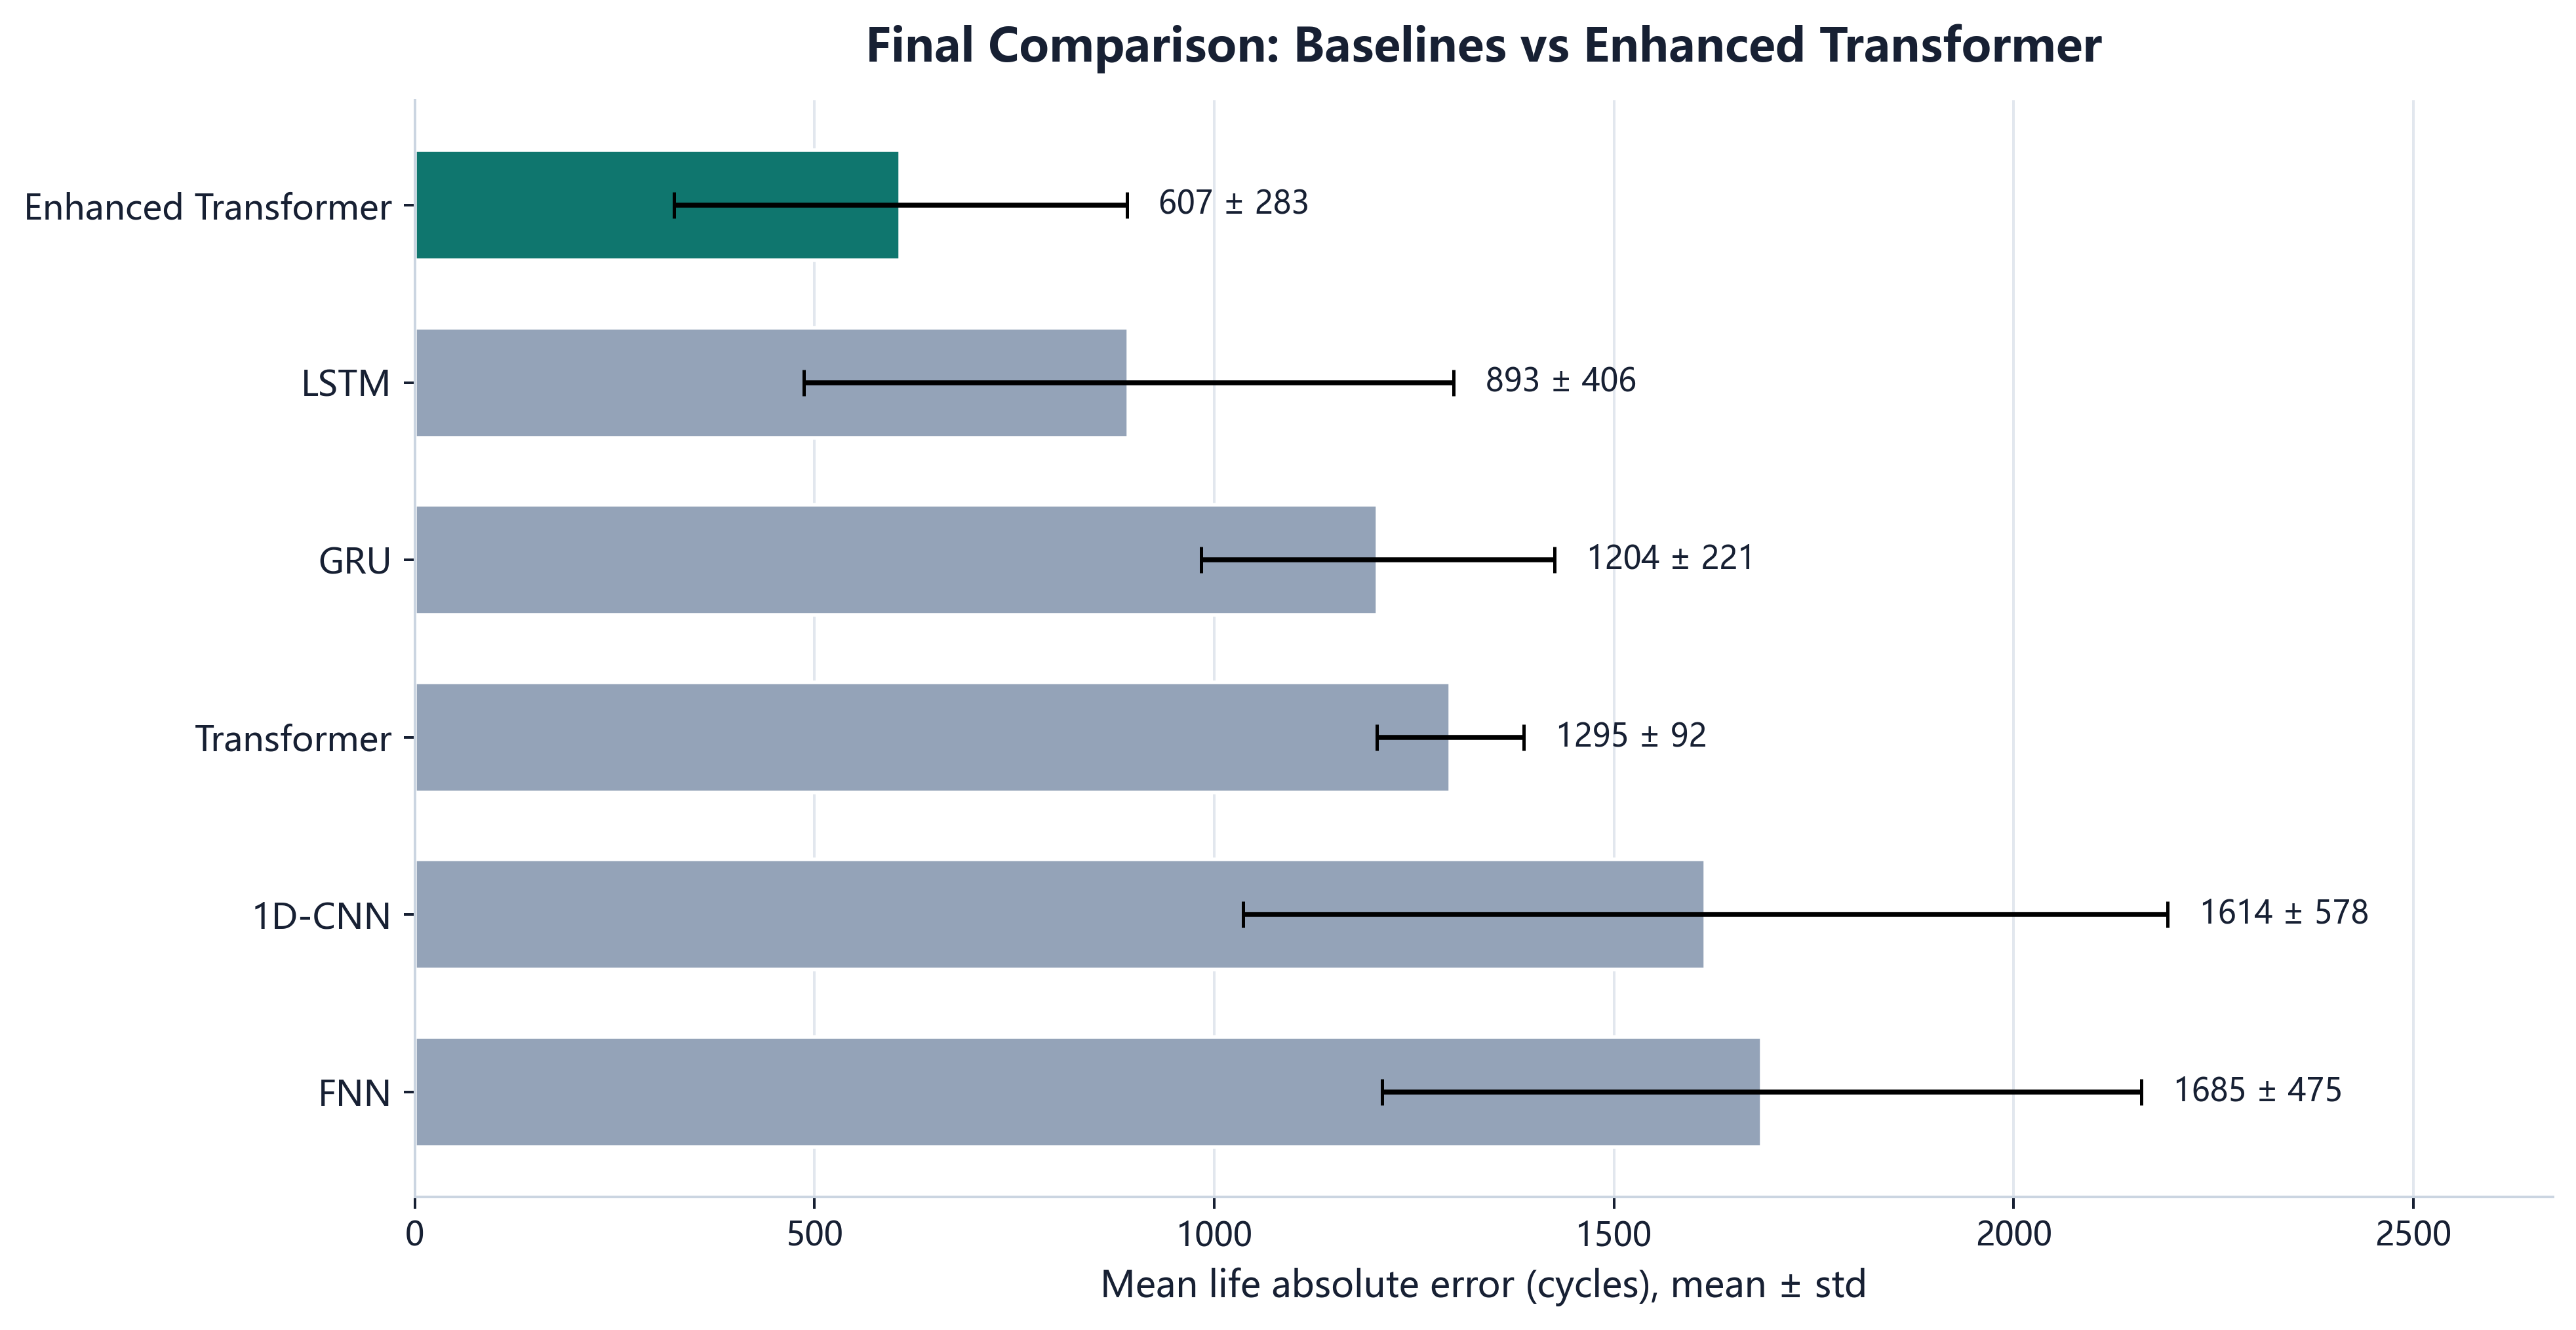 Final Comparison: Baselines vs Enhanced Transformer
Enhanced Transformer
607 ± 283
LSTM
893 ± 406
GRU
1204 ± 221
Transformer
1295 ± 92
1D-CNN
1614 ± 578
FNN
1685 ± 475
0 500 1000 1500 2000 2500
Mean life absolute error (cycles), mean ± std